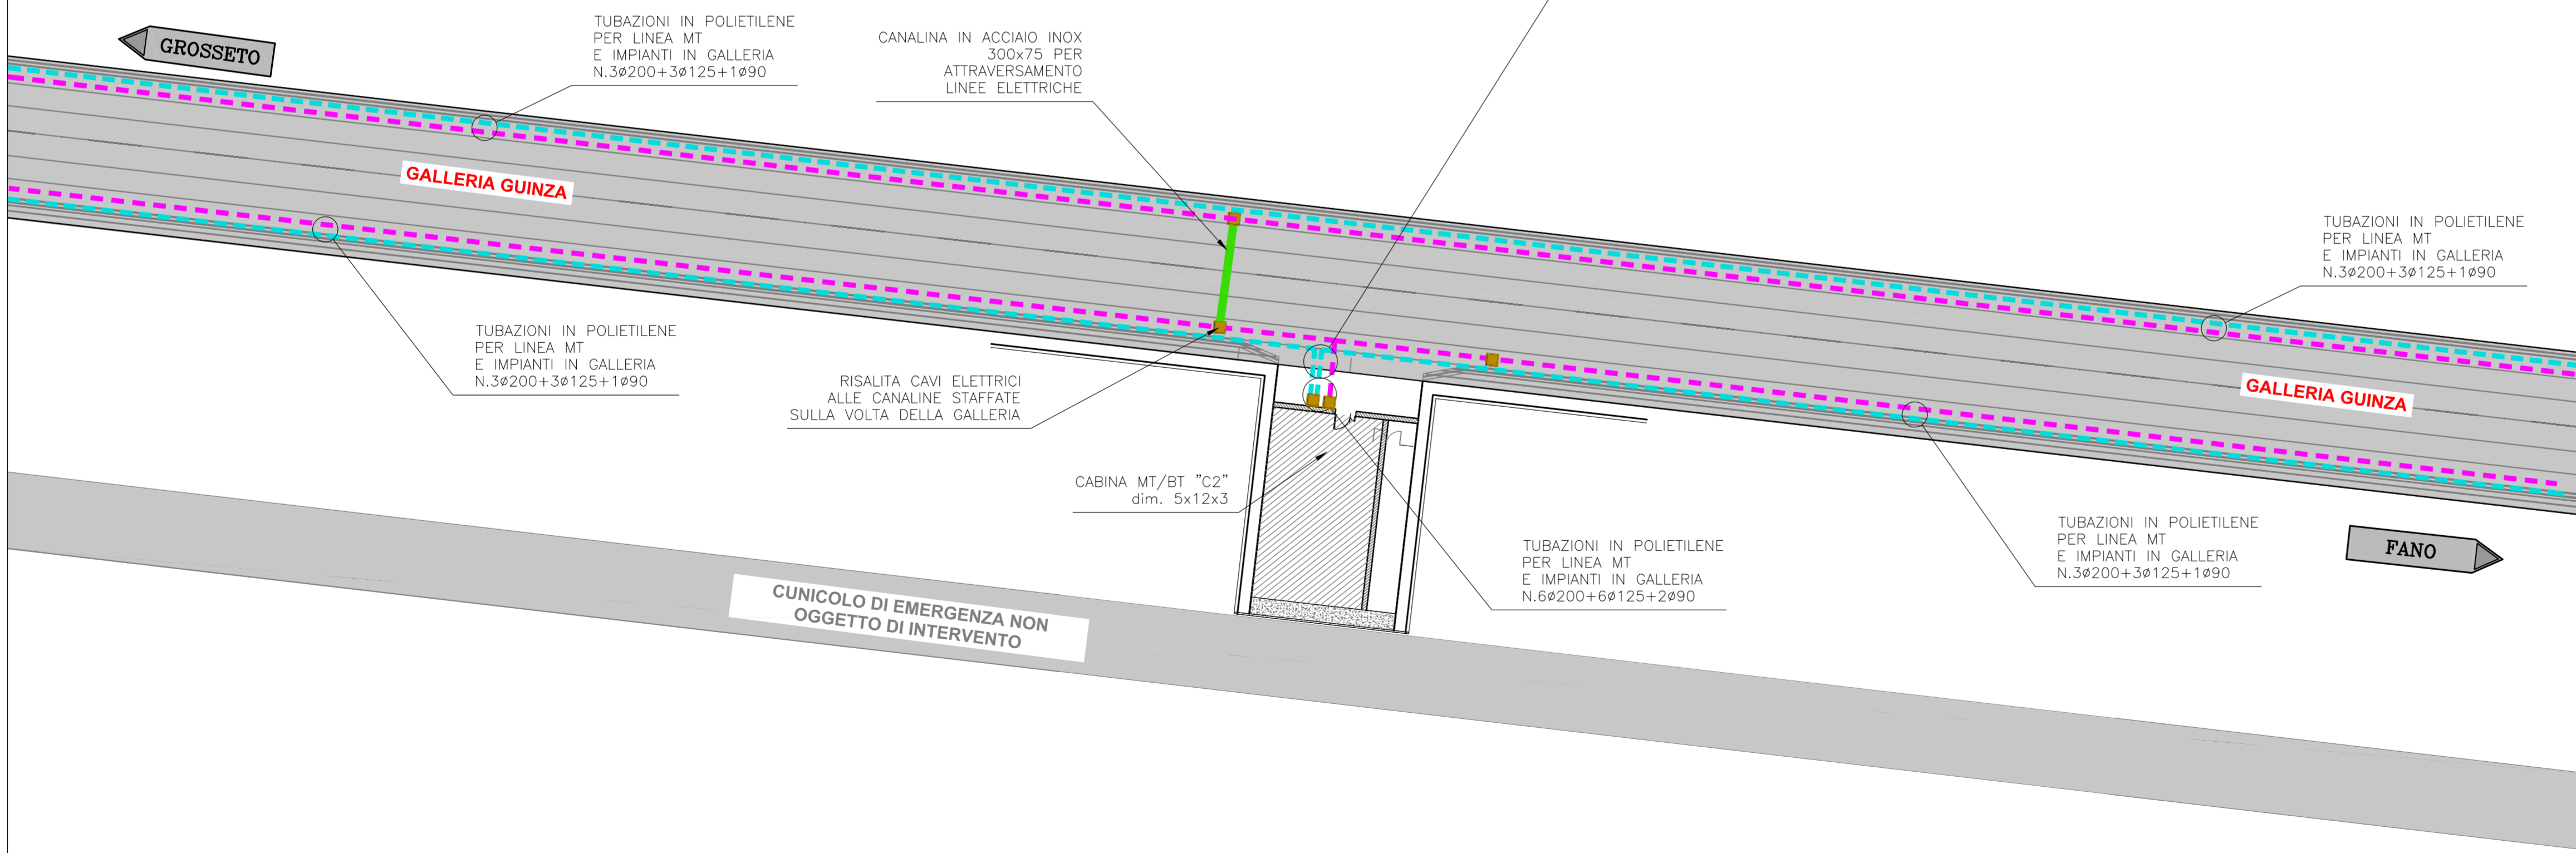 GROSSETO
TUBAZIONI IN POLIETILENE
PER LINEA MT
E IMPIANTI IN GALLERIA
N.3ø200+3ø125+1ø90
CANALINA IN ACCIAIO INOX
300x75 PER
ATTRAVERSAMENTO
LINEE ELETTRICHE
GALLERIA GUINZA
TUBAZIONI IN POLIETILENE
PER LINEA MT
E IMPIANTI IN GALLERIA
N.3ø200+3ø125+1ø90
TUBAZIONI IN POLIETILENE
PER LINEA MT
E IMPIANTI IN GALLERIA
N.3ø200+3ø125+1ø90
RISALITA CAVI ELETTRICI
ALLE CANALINE STAFFATE
SULLA VOLTA DELLA GALLERIA
GALLERIA GUINZA
CABINA MT/BT "C2"
dim. 5x12x3
TUBAZIONI IN POLIETILENE
PER LINEA MT
E IMPIANTI IN GALLERIA
N.6ø200+6ø125+2ø90
TUBAZIONI IN POLIETILENE
PER LINEA MT
E IMPIANTI IN GALLERIA
N.3ø200+3ø125+1ø90
FANO
CUNICOLO DI EMERGENZA NON
OGGETTO DI INTERVENTO